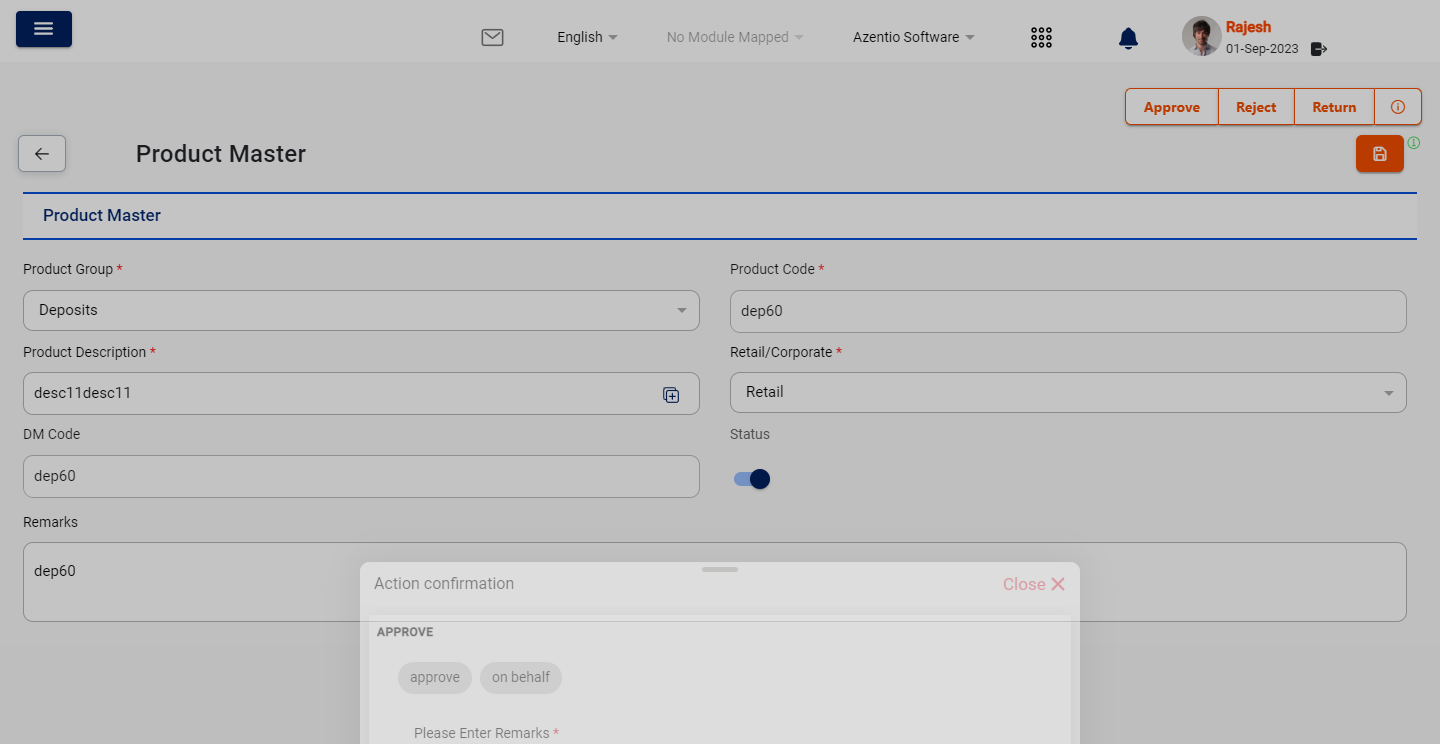 English
No Module Mapped
Azentio Software
Rajesh
01-Sep-2023
Approve
Reject
Return
Product Master
Product Master
Product Group *
Product Code *
Deposits
dep60
Product Description *
Retail/Corporate *
desc11desc11
Retail
DM Code
Status
dep60
Remarks
dep60
Action confirmation
Close
APPROVE
approve
on behalf
Please Enter Remarks *